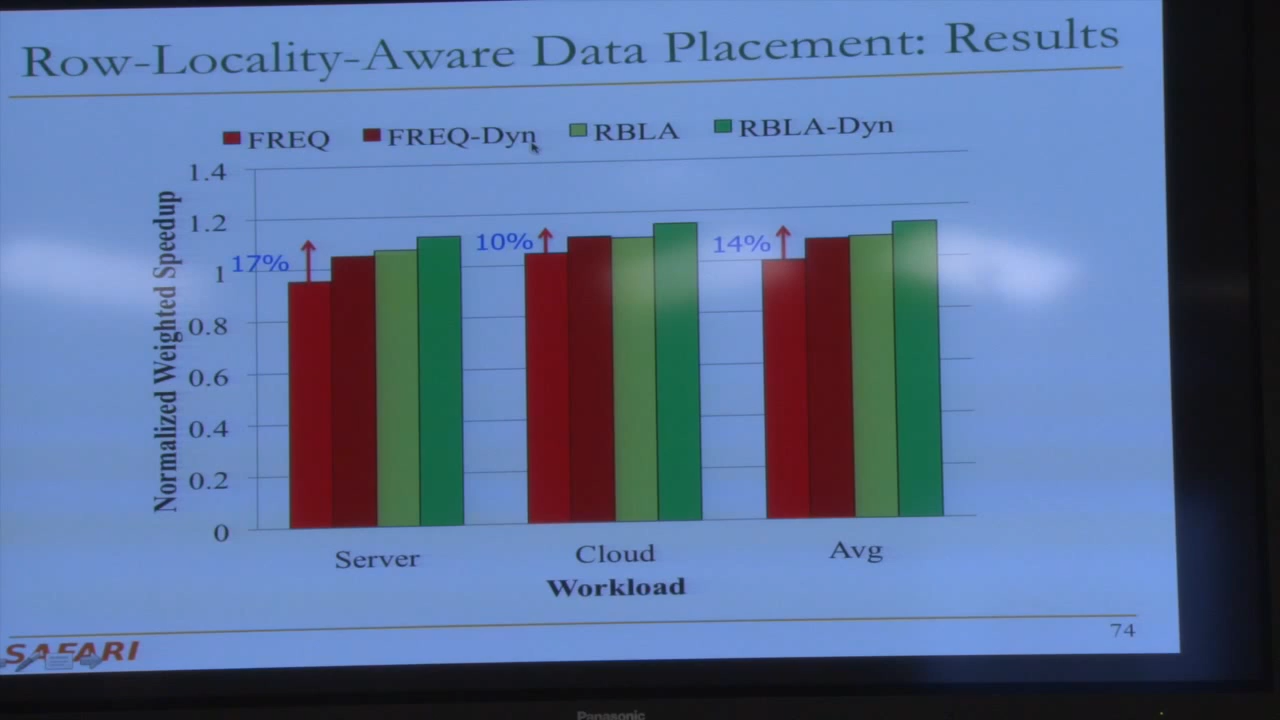 Row-Locality-Aware Data Placement: Results
FREQ FREQ-Dyn RBLA RBLA-Dyn
Normalized Weighted Speedup
1.4
1.2
1
0.8
0.6
0.4
0.2
0
17%
10%
14%
Server Cloud Avg
Workload
SAFARI
74
Panasonic